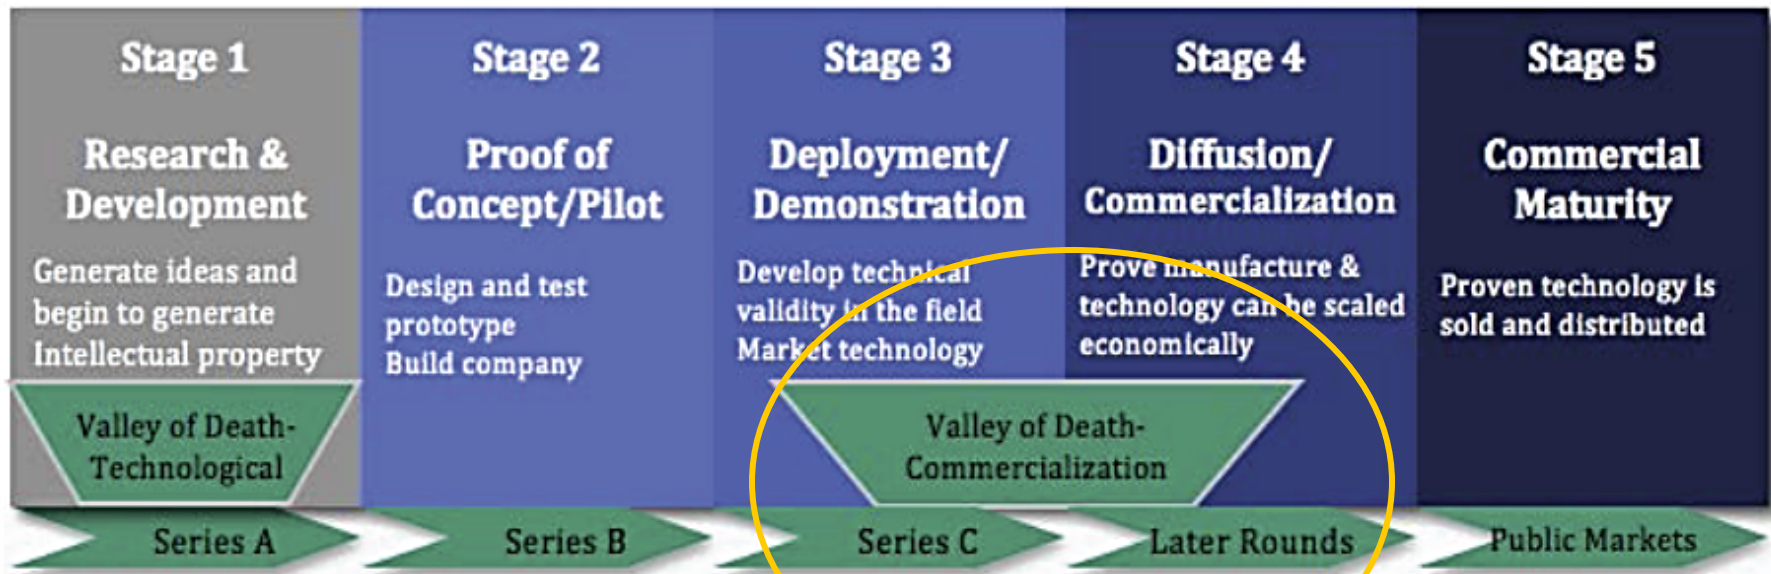 Stage 1
Research &
Development
Generate ideas and
begin to generate
Intellectual property
Valley of Death-
Technological
Series A
Stage 2
Proof of
Concept/Pilot
Design and test
prototype
Build company
Series B
Stage 3
Deployment/
Demonstration
Develop technical
validity in the field
Market technology
Stage 4
Diffusion/
Commercialization
Prove manufacture &
technology can be scaled
economically
Valley of Death-
Commercialization
Series C
Later Rounds
Stage 5
Commercial
Maturity
Proven technology is
sold and distributed
Public Markets